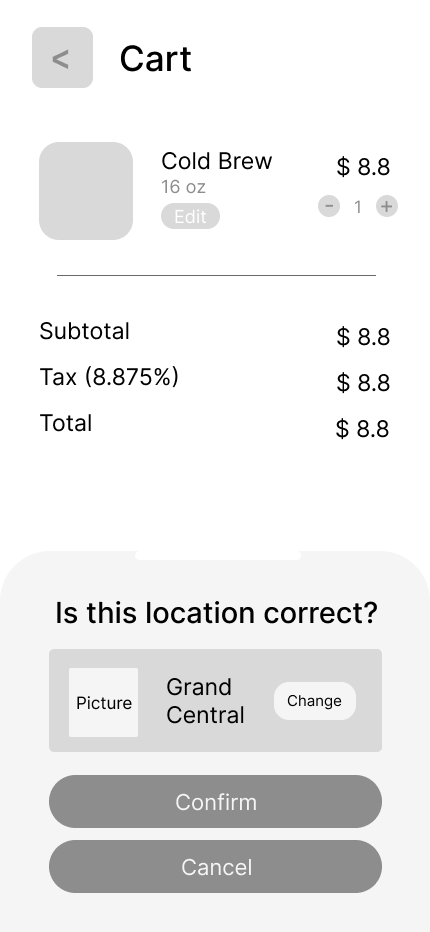 < Cart
Cold Brew $ 8.8
16 oz
- 1 +
Edit
Subtotal $ 8.8
Tax (8.875%) $ 8.8
Total $ 8.8
Is this location correct?
Picture
Grand
Central
Change
Confirm
Cancel